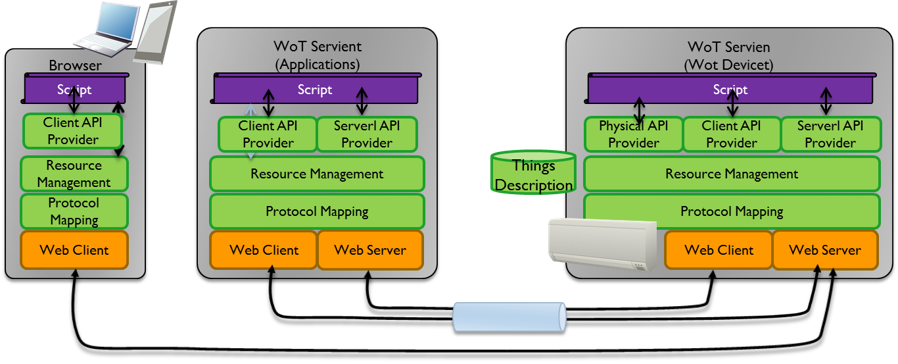 Browser
Script
Client API
Provider
Resource
Management
Protocol
Mapping
Web Client
WoT Servient
(Applications)
Script
Client API
Provider
Serverl API
Provider
Resource Management
Protocol Mapping
Web Client
Web Server
WoT Servien
(Wot Devicet)
Script
Physical API
Provider
Client API
Provider
Serverl API
Provider
Things
Description
Resource Management
Protocol Mapping
Web Client
Web Server